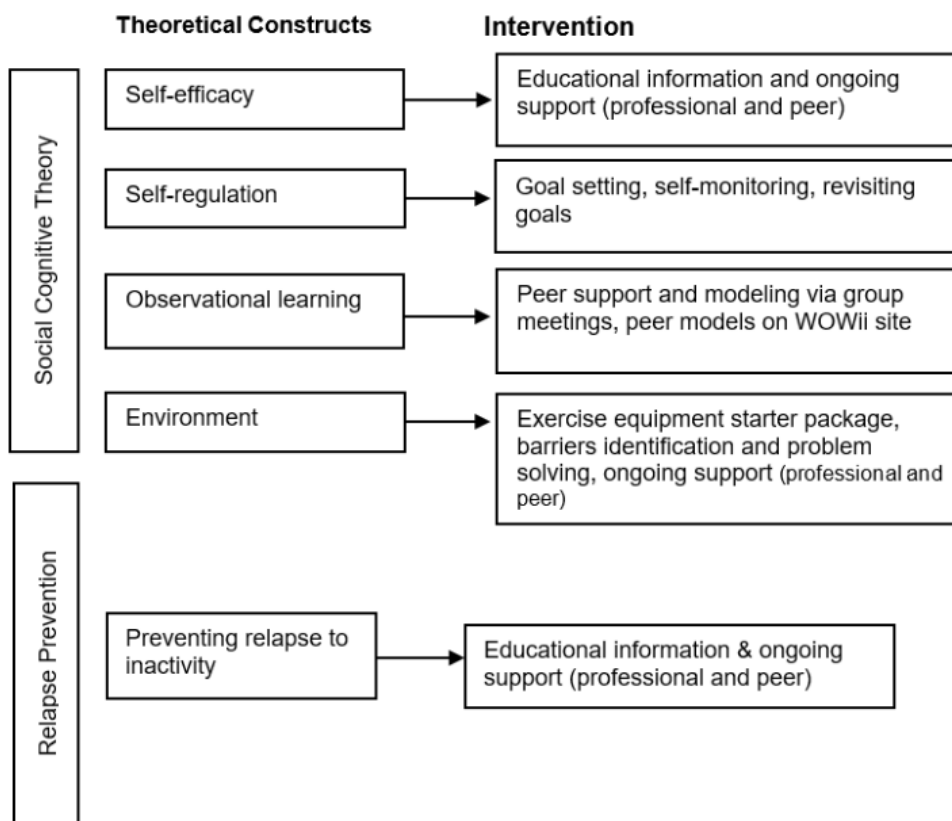 Theoretical Constructs
Intervention
Social Cognitive Theory
Self-efficacy
Educational information and ongoing
support (professional and peer)
Self-regulation
Goal setting, self-monitoring, revisiting
goals
Observational learning
Peer support and modeling via group
meetings, peer models on WOWii site
Environment
Exercise equipment starter package,
barriers identification and problem
solving, ongoing support (professional and
peer)
Relapse Prevention
Preventing relapse to
inactivity
Educational information & ongoing
support (professional and peer)